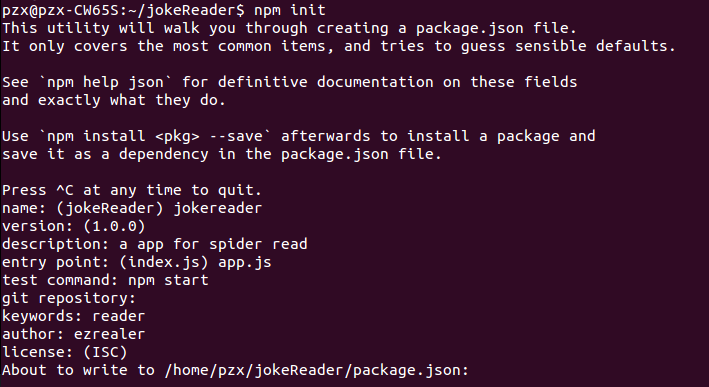 pzx@pzx-CW65S:~/jokeReader$ npm init
This utility will walk you through creating a package.json file.
It only covers the most common items, and tries to guess sensible defaults.
See `npm help json` for definitive documentation on these fields
and exactly what they do.
Use `npm install <pkg> --save` afterwards to install a package and
save it as a dependency in the package.json file.
Press ^C at any time to quit.
name: (jokeReader) jokereader
version: (1.0.0)
description: a app for spider read
entry point: (index.js) app.js
test command: npm start
git repository:
keywords: reader
author: ezrealer
license: (ISC)
About to write to /home/pzx/jokeReader/package.json: